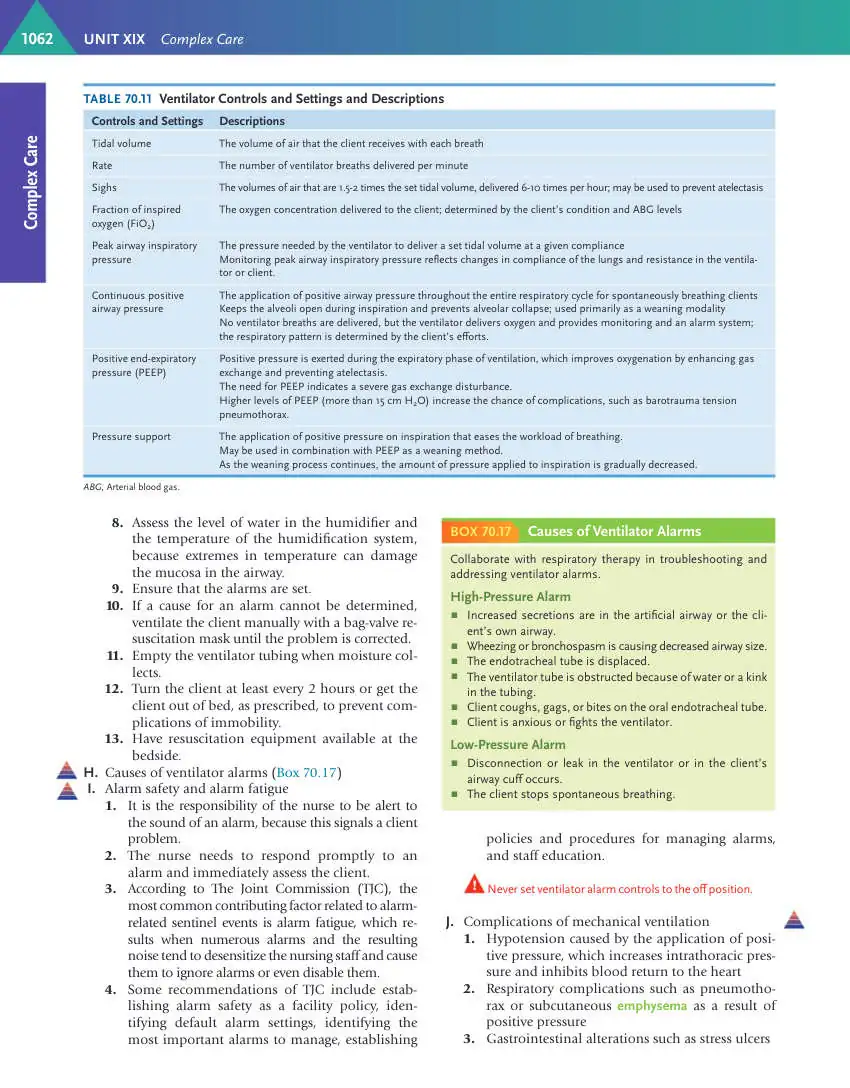 1062
UNIT XIX Complex Care
Complex Care
TABLE 70.11 Ventilator Controls and Settings and Descriptions
Controls and Settings Descriptions
Tidal volume The volume of air that the client receives with each breath
Rate The number of ventilator breaths delivered per minute
Sighs The volumes of air that are 1.5-2 times the set tidal volume, delivered 6-10 times per hour; may be used to prevent atelectasis
Fraction of inspired The oxygen concentration delivered to the client; determined by the client's condition and ABG levels
oxygen (FiO₂)
Peak airway inspiratory The pressure needed by the ventilator to deliver a set tidal volume at a given compliance
pressure Monitoring peak airway inspiratory pressure reflects changes in compliance of the lungs and resistance in the ventila-
tor or client.
Continuous positive The application of positive airway pressure throughout the entire respiratory cycle for spontaneously breathing clients
airway pressure Keeps the alveoli open during inspiration and prevents alveolar collapse; used primarily as a weaning modality
No ventilator breaths are delivered, but the ventilator delivers oxygen and provides monitoring and an alarm system;
the respiratory pattern is determined by the client's efforts.
Positive end-expiratory Positive pressure is exerted during the expiratory phase of ventilation, which improves oxygenation by enhancing gas
pressure (PEEP) exchange and preventing atelectasis.
The need for PEEP indicates a severe gas exchange disturbance.
Higher levels of PEEP (more than 15 cm H₂O) increase the chance of complications, such as barotrauma tension
pneumothorax.
Pressure support The application of positive pressure on inspiration that eases the workload of breathing.
May be used in combination with PEEP as a weaning method.
As the weaning process continues, the amount of pressure applied to inspiration is gradually decreased.
ABG, Arterial blood gas.
8. Assess the level of water in the humidifier and
the temperature of the humidification system,
because extremes in temperature can damage
the mucosa in the airway.
9. Ensure that the alarms are set.
10. If a cause for an alarm cannot be determined,
ventilate the client manually with a bag-valve re-
suscitation mask until the problem is corrected.
11. Empty the ventilator tubing when moisture col-
lects.
12. Turn the client at least every 2 hours or get the
client out of bed, as prescribed, to prevent com-
plications of immobility.
13. Have resuscitation equipment available at the
bedside.
H. Causes of ventilator alarms (Box 70.17)
I. Alarm safety and alarm fatigue
1. It is the responsibility of the nurse to be alert to
the sound of an alarm, because this signals a client
problem.
2. The nurse needs to respond promptly to an
alarm and immediately assess the client.
3. According to The Joint Commission (TJC), the
most common contributing factor related to alarm-
related sentinel events is alarm fatigue, which re-
sults when numerous alarms and the resulting
noise tend to desensitize the nursing staff and cause
them to ignore alarms or even disable them.
4. Some recommendations of TJC include estab-
lishing alarm safety as a facility policy, iden-
tifying default alarm settings, identifying the
most important alarms to manage, establishing
BOX 70.17 Causes of Ventilator Alarms
Collaborate with respiratory therapy in troubleshooting and
addressing ventilator alarms.
High-Pressure Alarm
■ Increased secretions are in the artificial airway or the cli-
ent's own airway.
■ Wheezing or bronchospasm is causing decreased airway size.
■ The endotracheal tube is displaced.
■ The ventilator tube is obstructed because of water or a kink
in the tubing.
■ Client coughs, gags, or bites on the oral endotracheal tube.
■ Client is anxious or fights the ventilator.
Low-Pressure Alarm
■ Disconnection or leak in the ventilator or in the client's
airway cuff occurs.
■ The client stops spontaneous breathing.
policies and procedures for managing alarms,
and staff education.
Never set ventilator alarm controls to the off position.
J. Complications of mechanical ventilation
1. Hypotension caused by the application of posi-
tive pressure, which increases intrathoracic pres-
sure and inhibits blood return to the heart
2. Respiratory complications such as pneumotho-
rax or subcutaneous emphysema as a result of
positive pressure
3. Gastrointestinal alterations such as stress ulcers